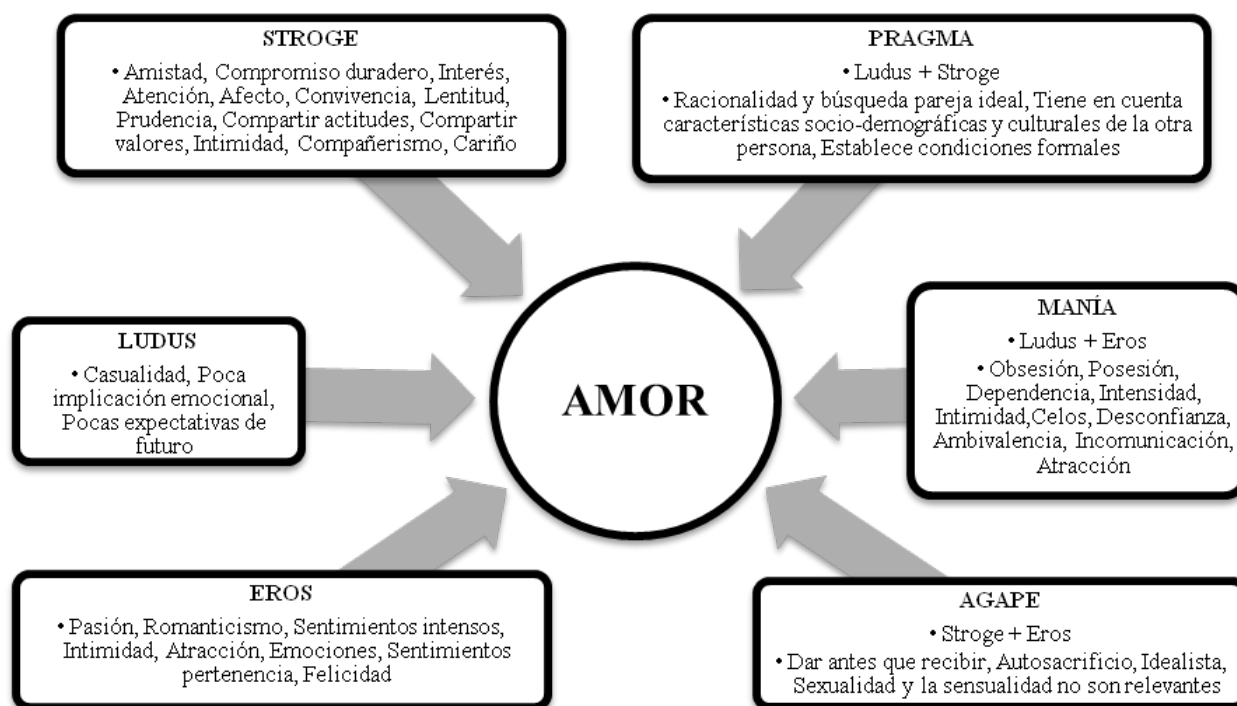 STROGE
• Amistad, Compromiso duradero, Interés,
Atención, Afecto, Convivencia, Lentitud,
Prudencia, Compartir actitudes, Compartir
valores, Intimidad, Compañerismo, Cariño
PRAGMA
• Ludus + Stroge
• Racionalidad y búsqueda pareja ideal, Tiene en cuenta
características socio-demográficas y culturales de la otra
persona, Establece condiciones formales
LUDUS
• Casualidad, Poca
implicación emocional,
Pocas expectativas de
futuro
AMOR
MANÍA
• Ludus + Eros
• Obsesión, Posesión,
Dependencia, Intensidad,
Intimidad,Celos, Desconfianza,
Ambivalencia, Incomunicación,
Atracción
EROS
• Pasión, Romanticismo, Sentimientos intensos,
Intimidad, Atracción, Emociones, Sentimientos
pertenencia, Felicidad
AGAPE
• Stroge + Eros
• Dar antes que recibir, Autosacrificio, Idealista,
Sexualidad y la sensualidad no son relevantes